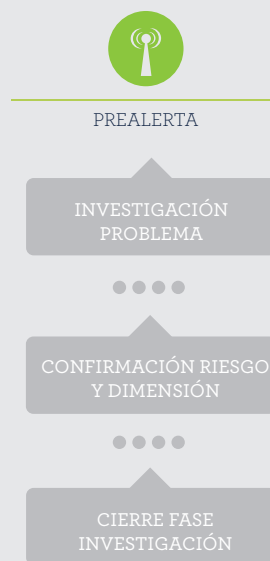 PREALERTA
INVESTIGACIÓN
PROBLEMA
CONFIRMACIÓN RIESGO
Y DIMENSIÓN
CIERRE FASE
INVESTIGACIÓN